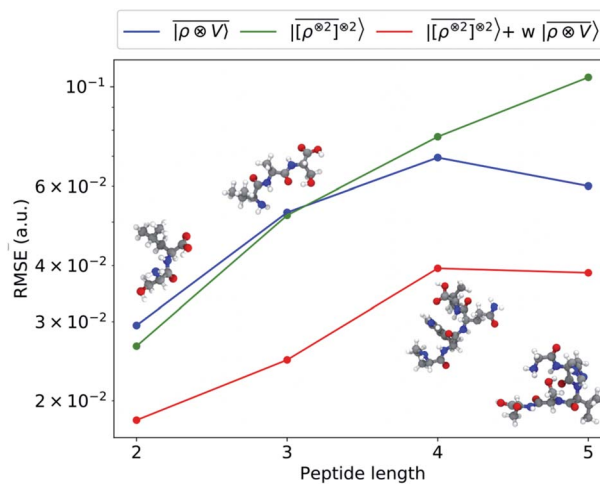 |ρ ⊗ V⟩ |[ρ⊗2]⊗2⟩ |[ρ⊗2]⊗2⟩ + w |ρ ⊗ V⟩
10⁻¹
6 × 10⁻²
4 × 10⁻²
3 × 10⁻²
2 × 10⁻²
RMSE (a.u.)
2 3 4 5
Peptide length